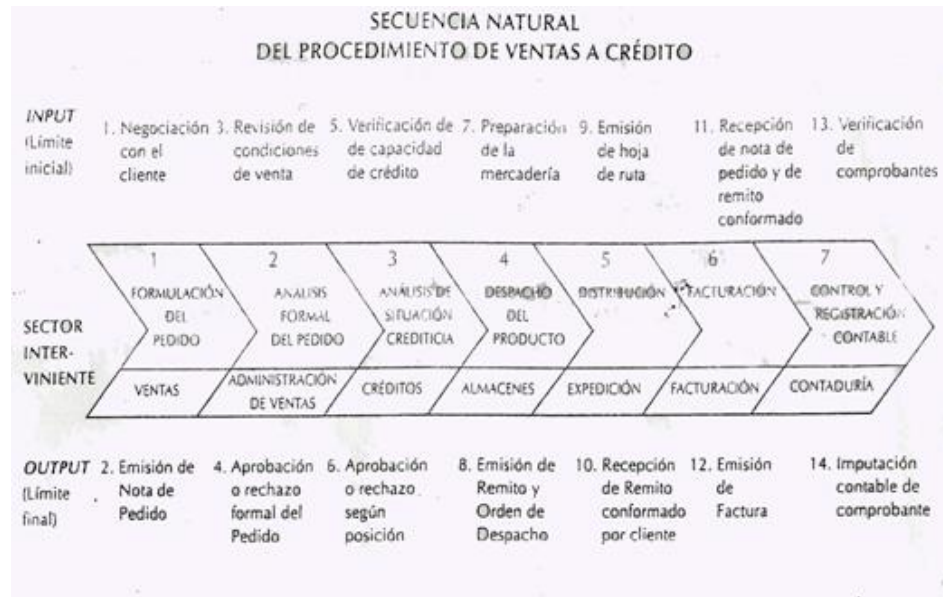 SECUENCIA NATURAL
DEL PROCEDIMIENTO DE VENTAS A CRÉDITO
INPUT
(Límite
inicial)
1. Negociación
con el
cliente
3. Revisión de
condiciones
de venta
5. Verificación de
de capacidad
de crédito
7. Preparación
de la
mercadería
9. Emisión
de hoja
de ruta
11. Recepción
de nota de
pedido y de
remito
conformado
13. Verificación
de
comprobantes
1
FORMULACIÓN
DEL
PEDIDO
2
ANALISIS
FORMAL
DEL PEDIDO
3
ANÁLISIS DE
SITUACIÓN
CREDITICIA
4
DESPACHO
DEL
PRODUCTO
5
DISTRIBUCIÓN
6
FACTURACIÓN
7
CONTROL Y
REGISTRACIÓN
CONTABLE
SECTOR
INTER-
VINIENTE
VENTAS
ADMINISTRACIÓN
DE VENTAS
CRÉDITOS
ALMACENES
EXPEDICIÓN
FACTURACIÓN
CONTADURÍA
OUTPUT
(Límite
final)
2. Emisión de
Nota de
Pedido
4. Aprobación
o rechazo
formal del
Pedido
6. Aprobación
o rechazo
según
posición
8. Emisión de
Remito y
Orden de
Despacho
10. Recepción
de Remito
conformado
por cliente
12. Emisión
de
Factura
14. Imputación
contable de
comprobante